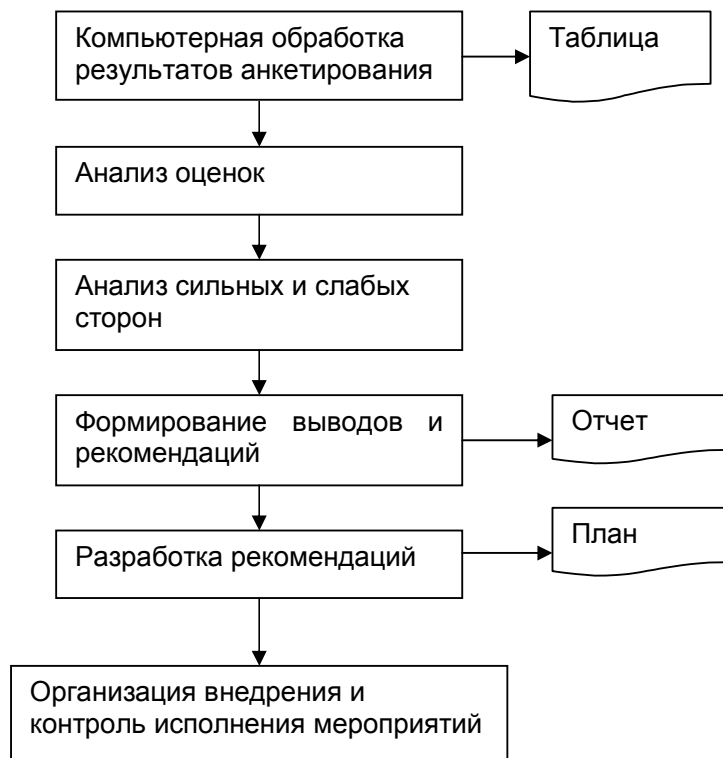 Компьютерная обработка
результатов анкетирования
Таблица
Анализ оценок
Анализ сильных и слабых
сторон
Формирование выводов и
рекомендаций
Отчет
Разработка рекомендаций
План
Организация внедрения и
контроль исполнения мероприятий